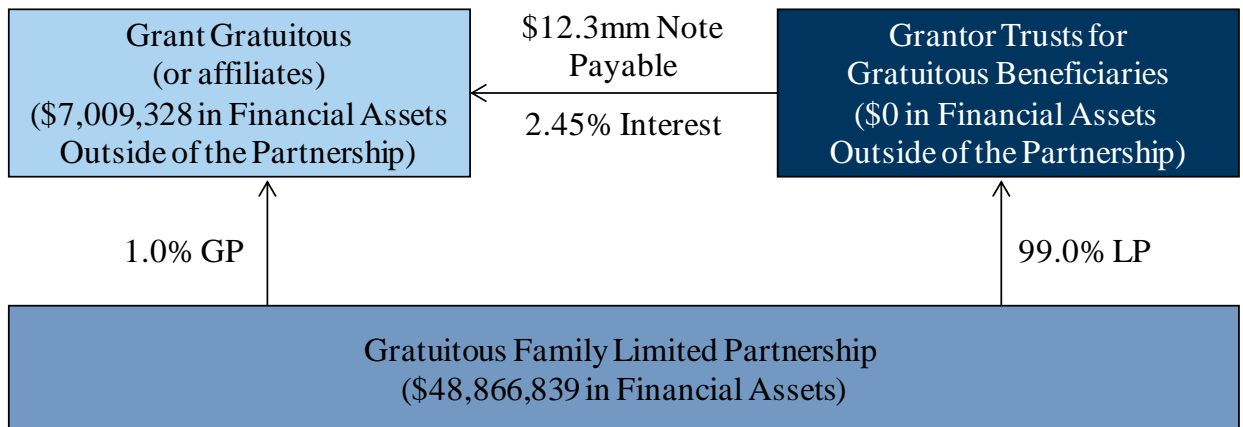 Grant Gratuitous
(or affiliates)
($7,009,328 in Financial Assets
Outside of the Partnership)
$12.3mm Note
Payable
2.45% Interest
Grantor Trusts for
Gratuitous Beneficiaries
($0 in Financial Assets
Outside of the Partnership)
1.0% GP
99.0% LP
Gratuitous Family Limited Partnership
($48,866,839 in Financial Assets)